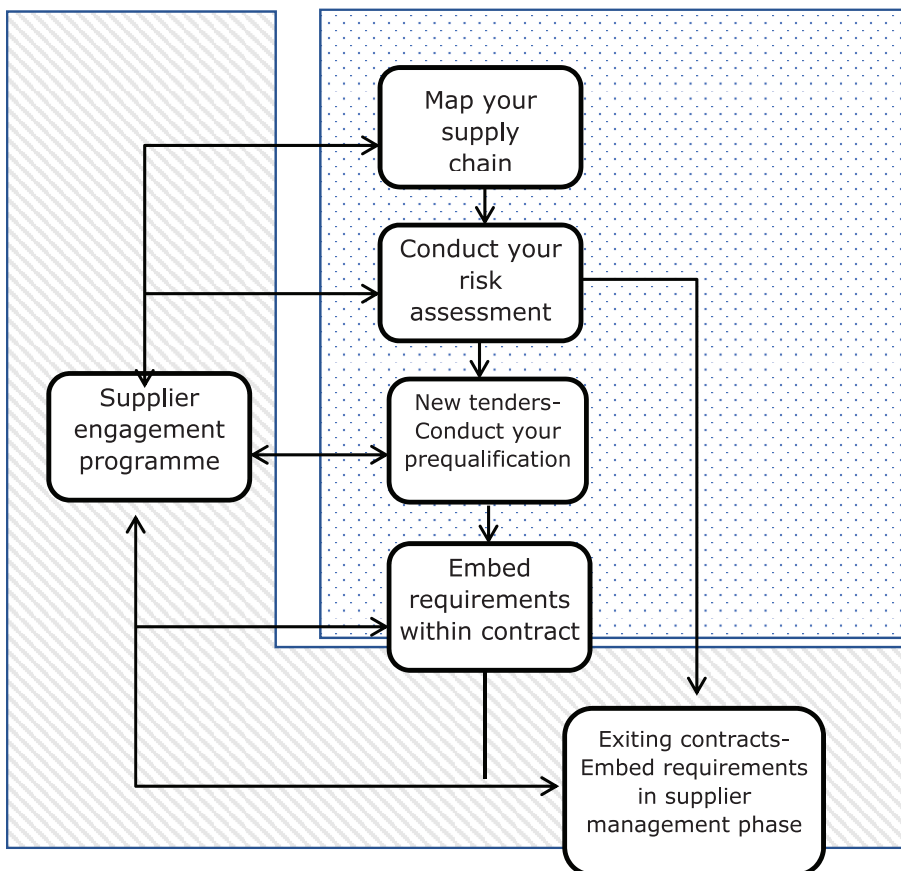 Map your
supply
chain
Conduct your
risk
assessment
New tenders-
Conduct your
prequalification
Supplier
engagement
programme
Embed
requirements
within contract
Exiting contracts-
Embed requirements
in supplier
management phase